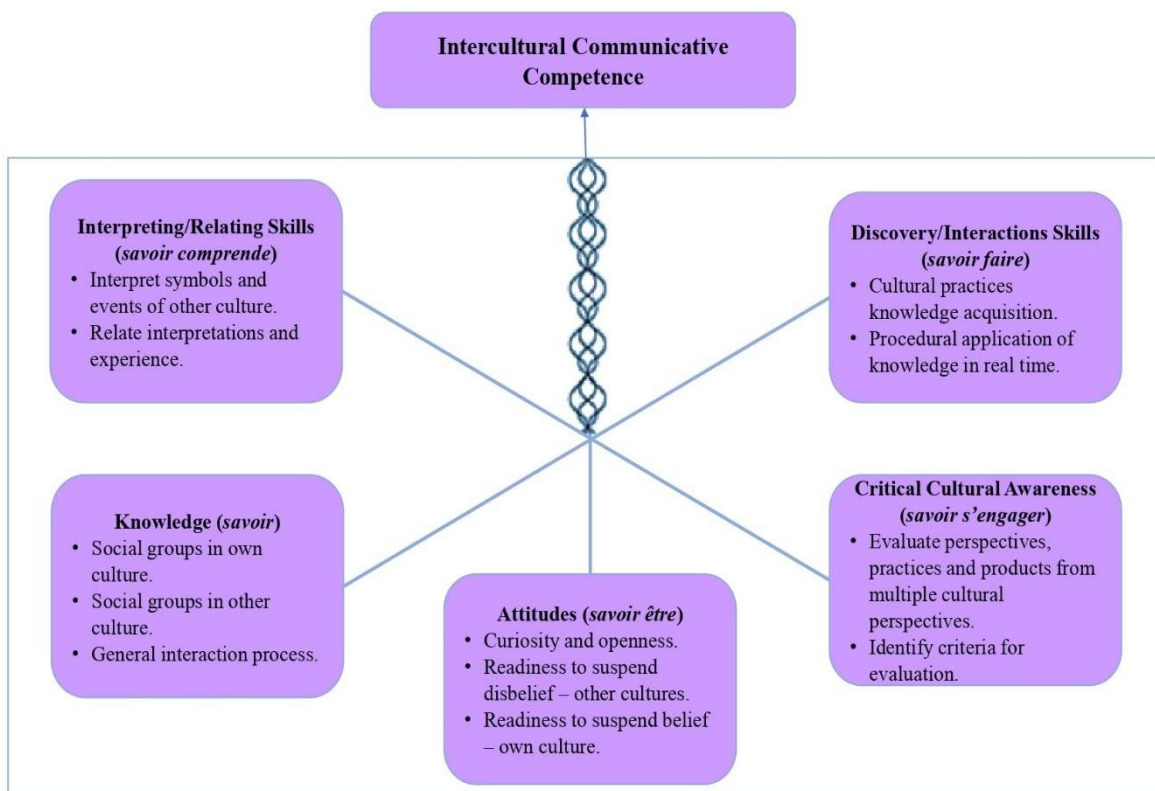 Intercultural Communicative
Competence
Interpreting/Relating Skills
(savoir comprende)
• Interpret symbols and
events of other culture.
• Relate interpretations and
experience.
Discovery/Interactions Skills
(savoir faire)
• Cultural practices
knowledge acquisition.
• Procedural application of
knowledge in real time.
Knowledge (savoir)
• Social groups in own
culture.
• Social groups in other
culture.
• General interaction process.
Attitudes (savoir être)
• Curiosity and openness.
• Readiness to suspend
disbelief – other cultures.
• Readiness to suspend belief
– own culture.
Critical Cultural Awareness
(savoir s’engager)
• Evaluate perspectives,
practices and products from
multiple cultural
perspectives.
• Identify criteria for
evaluation.